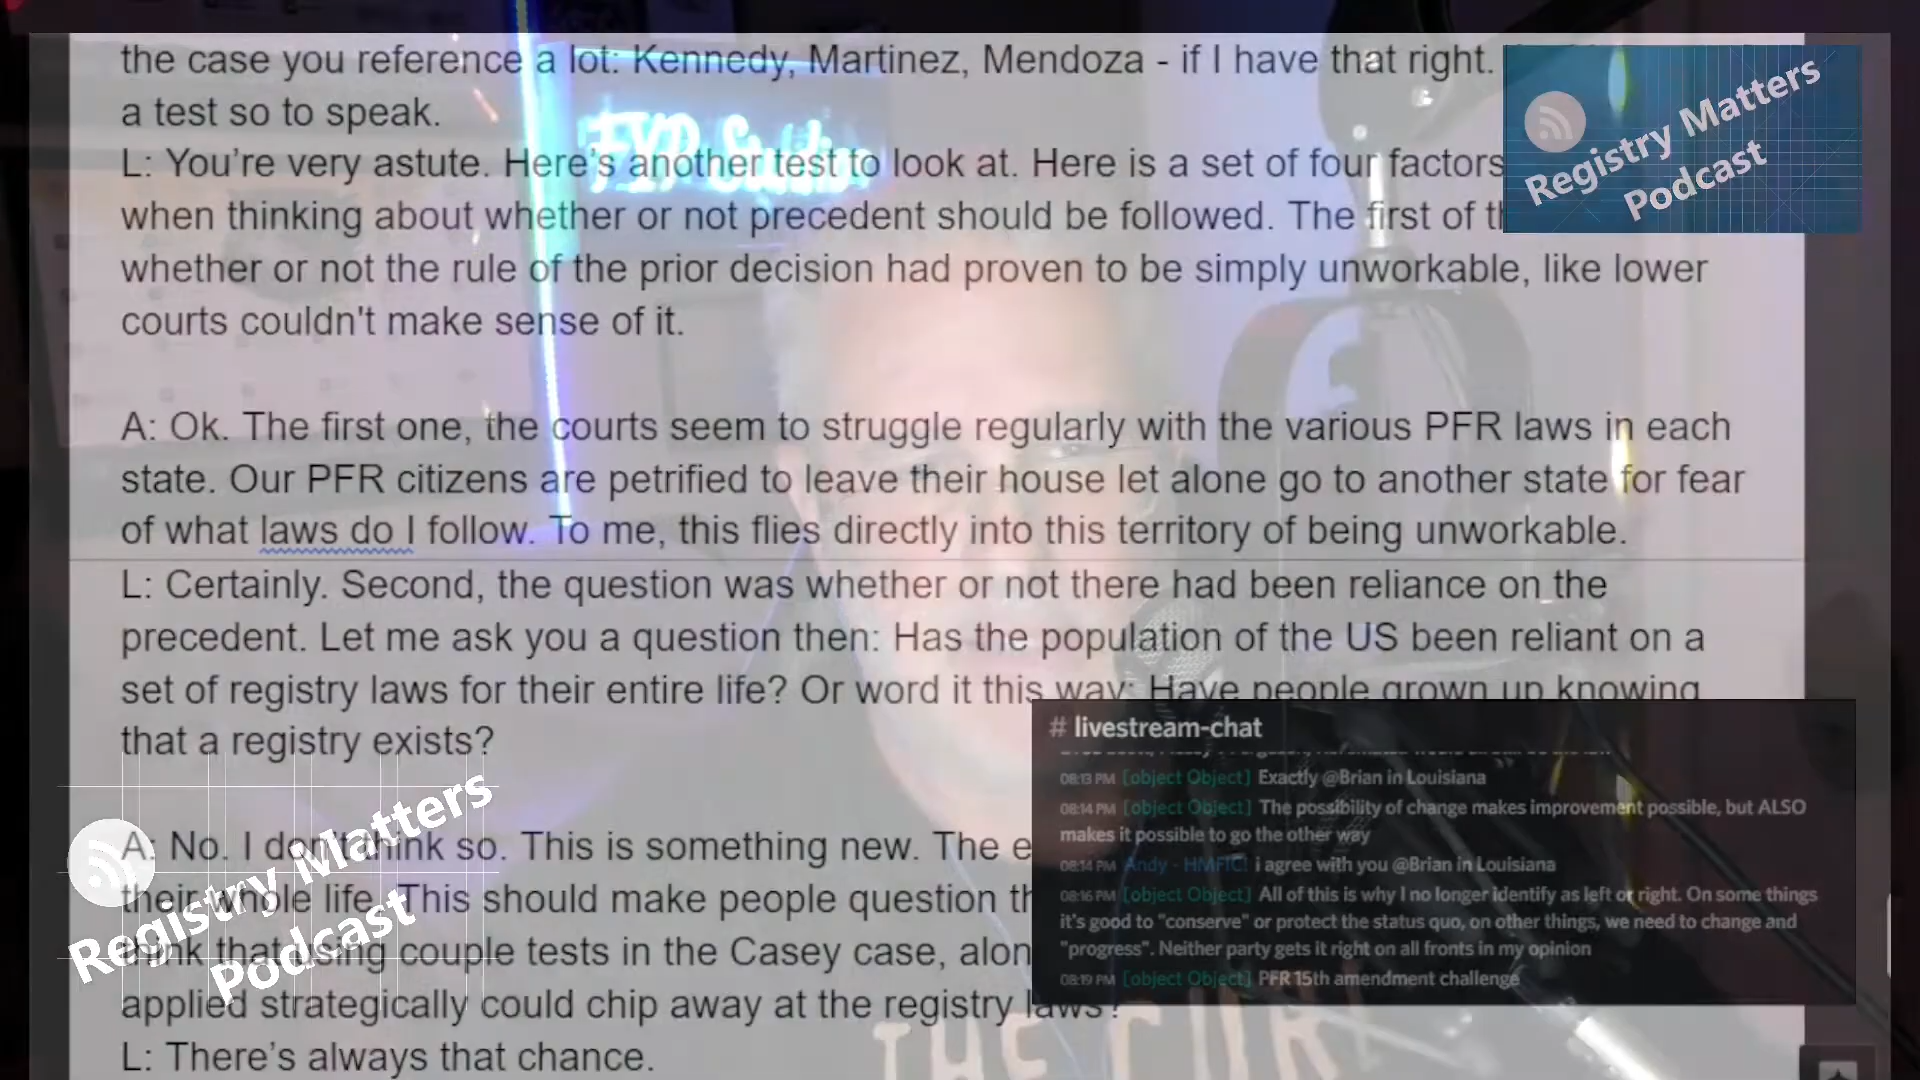 the case you reference a lot: Kennedy, Martinez, Mendoza - if I have that right.
a test so to speak.
L: You're very astute. Here's another test to look at. Here is a set of four factors
when thinking about whether or not precedent should be followed. The first of
whether or not the rule of the prior decision had proven to be simply unworkable, like lower
courts couldn't make sense of it.
A: Ok. The first one, the courts seem to struggle regularly with the various PFR laws in each
state. Our PFR citizens are petrified to leave their house let alone go to another state for fear
of what laws do I follow. To me, this flies directly into this territory of being unworkable.
L: Certainly. Second, the question was whether or not there had been reliance on the
precedent. Let me ask you a question then: Has the population of the US been reliant on a
set of registry laws for their entire life? Or word it this way: Have people grown up knowing
that a registry exists?
A: No. I don't think so. This is something new. The
their whole life. This should make people question
think that using couple tests in the Casey case,
applied strategically could chip away at the registry laws?
L: There's always that chance.
FYP Studios
Registry Matters
Podcast
# livestream-chat
08:13 PM [object Object] Exactly @Brian in Louisiana
08:14 PM [object Object] The possibility of change makes improvement possible, but ALSO
makes it possible to go the other way
08:14 PM Andy - HMFIC! i agree with you @Brian in Louisiana
08:16 PM [object Object] All of this is why I no longer identify as left or right. On some things
it's good to "conserve" or protect the status quo, on other things, we need to change and
"progress". Neither party gets it right on all fronts in my opinion
08:19 PM [object Object] PFR 15th amendment challenge
Registry Matters
Podcast
THE CUR